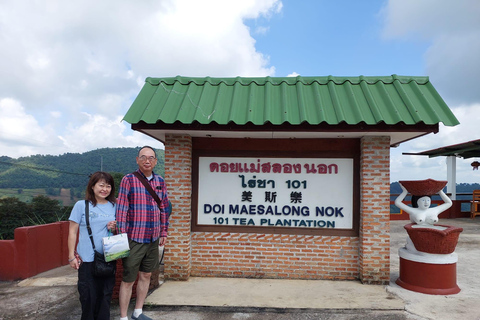 ดอยแม่สลองนอก
ไร่ชา 101
美斯樂
DOI MAESALONG NOK
101 TEA PLANTATION